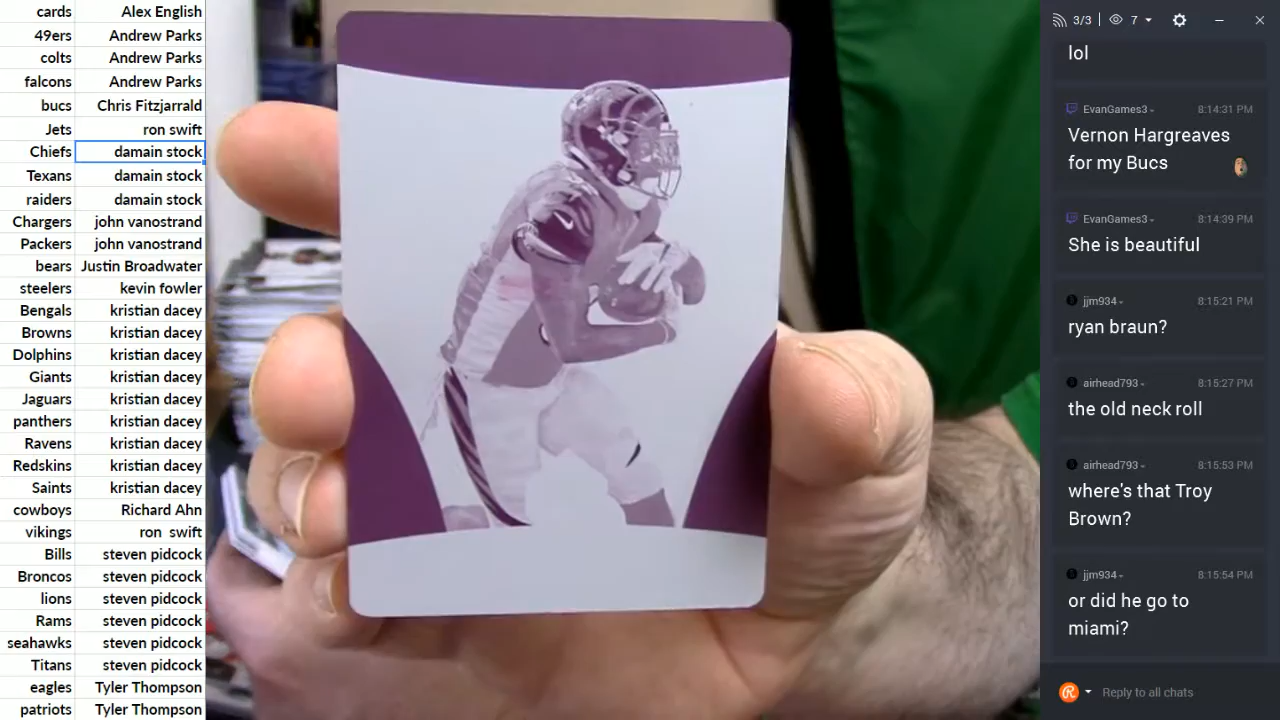 cards Alex English
49ers Andrew Parks
colts Andrew Parks
falcons Andrew Parks
bucs Chris Fitzjarrald
Jets ron swift
Chiefs damain stock
Texans damain stock
raiders damain stock
Chargers john vanostrand
Packers john vanostrand
bears Justin Broadwater
steelers kevin fowler
Bengals kristian dacey
Browns kristian dacey
Dolphins kristian dacey
Giants kristian dacey
Jaguars kristian dacey
panthers kristian dacey
Ravens kristian dacey
Redskins kristian dacey
Saints kristian dacey
cowboys Richard Ahn
vikings ron swift
Bills steven pidcock
Broncos steven pidcock
lions steven pidcock
Rams steven pidcock
seahawks steven pidcock
Titans steven pidcock
eagles Tyler Thompson
patriots Tyler Thompson
3/3 7
lol
EvanGames3 8:14:31 PM
Vernon Hargreaves
for my Bucs
EvanGames3 8:14:39 PM
She is beautiful
jjm934 8:15:21 PM
ryan braun?
airhead793 8:15:27 PM
the old neck roll
airhead793 8:15:53 PM
where's that Troy
Brown?
jjm934 8:15:54 PM
or did he go to
miami?
Reply to all chats